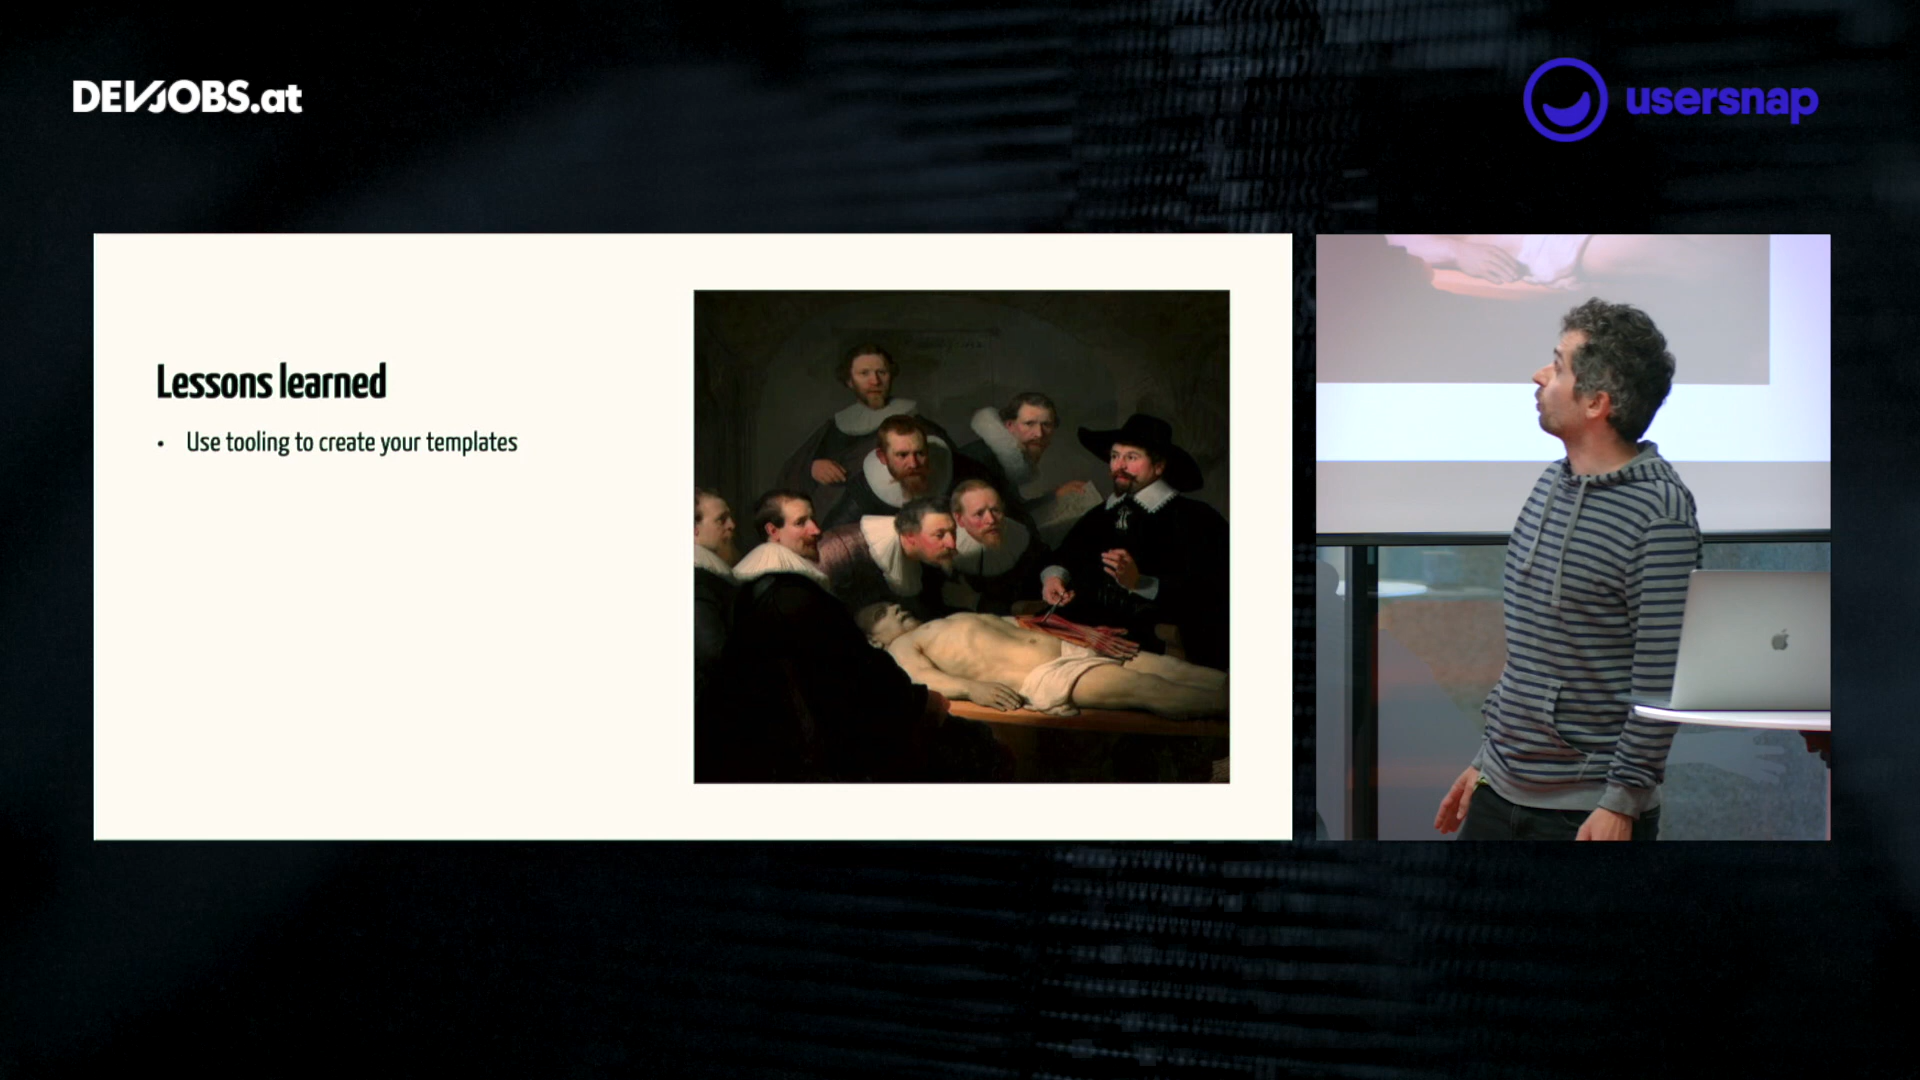 DEVJOBS.at
usersnap
Lessons learned
• Use tooling to create your templates